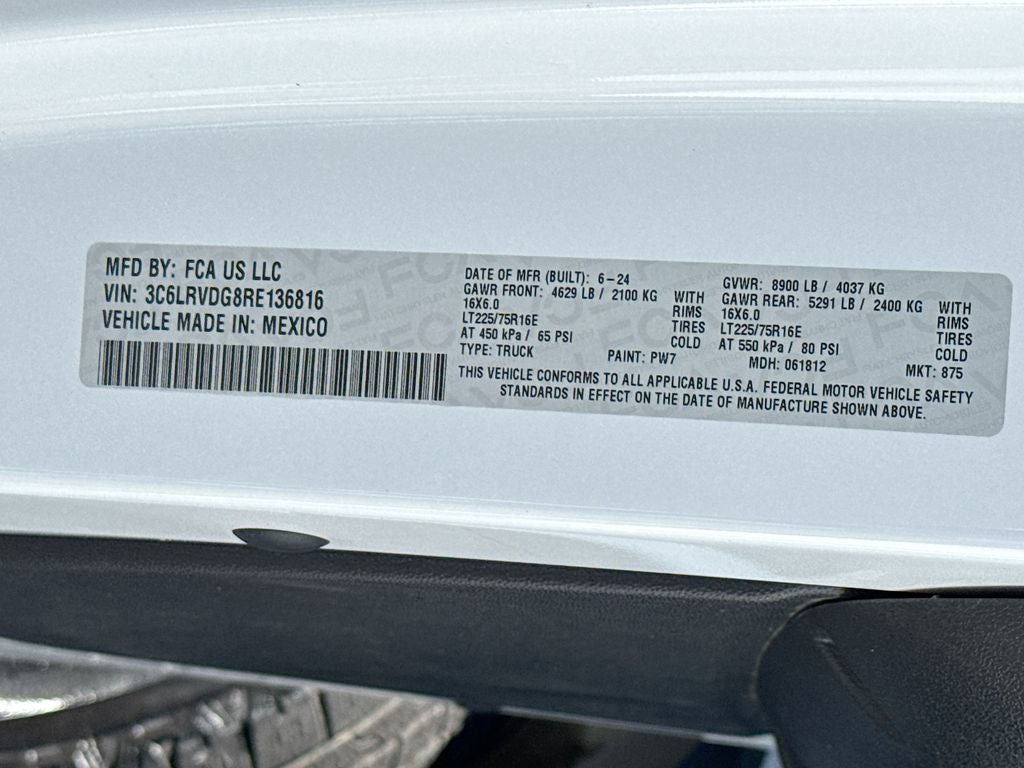 MFD BY: FCA US LLC
VIN: 3C6LRVDG8RE136816
VEHICLE MADE IN: MEXICO
DATE OF MFR (BUILT): 6-24
GAWR FRONT: 4629 LB / 2100 KG
16X6.0
LT225/75R16E
AT 450 kPa / 65 PSI
WITH
RIMS
TIRES
COLD
TYPE: TRUCK
PAINT: PW7
GVWR: 8900 LB / 4037 KG
GAWR REAR: 5291 LB / 2400 KG
16X6.0
LT225/75R16E
AT 550 kPa / 80 PSI
WITH
RIMS
TIRES
COLD
MDH: 061812
MKT: 875
THIS VEHICLE CONFORMS TO ALL APPLICABLE U.S.A. FEDERAL MOTOR VEHICLE SAFETY
STANDARDS IN EFFECT ON THE DATE OF MANUFACTURE SHOWN ABOVE.